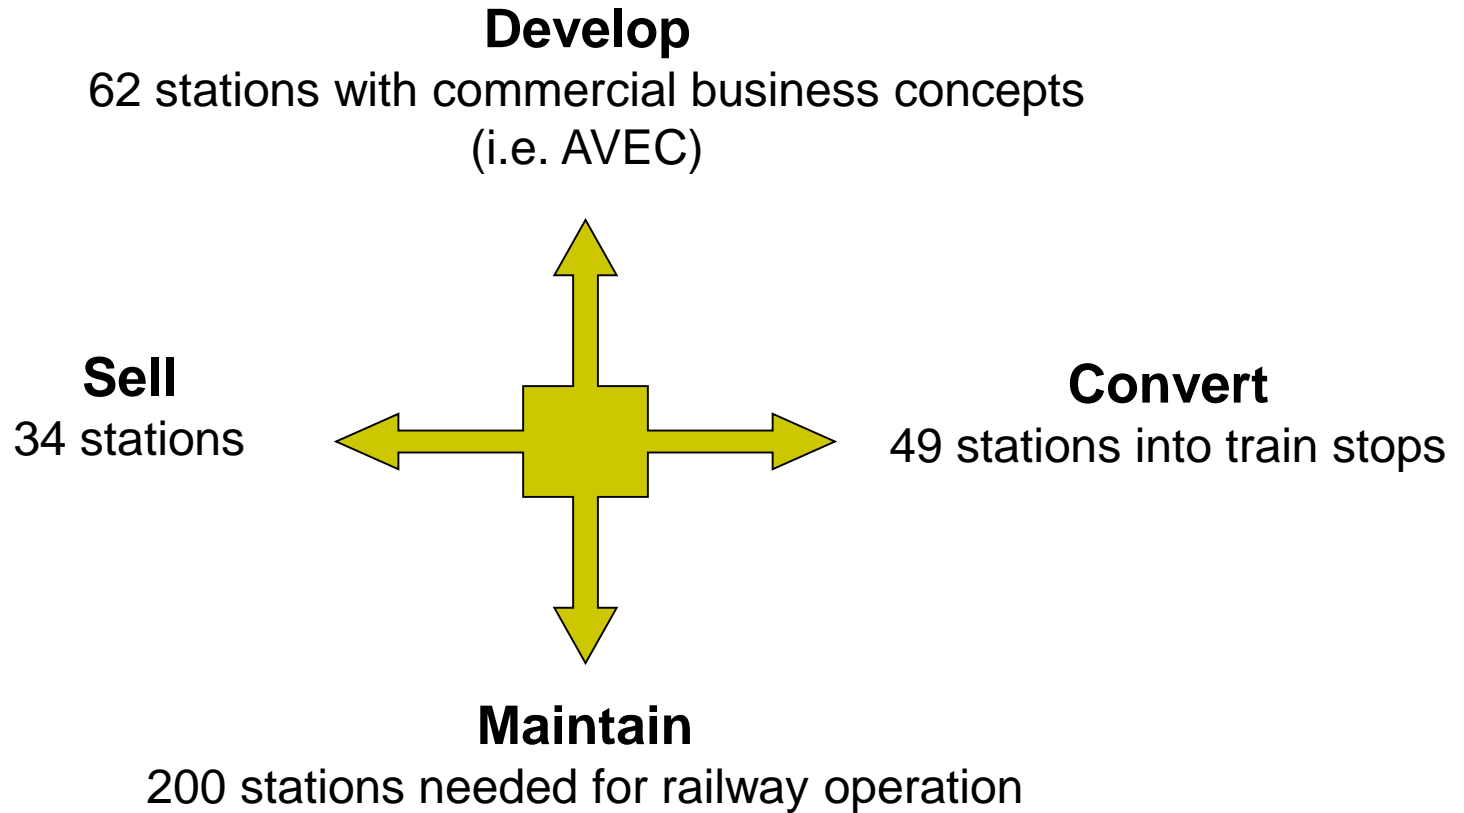 Develop
62 stations with commercial business concepts
(i.e. AVEC)
Sell
34 stations
Convert
49 stations into train stops
Maintain
200 stations needed for railway operation